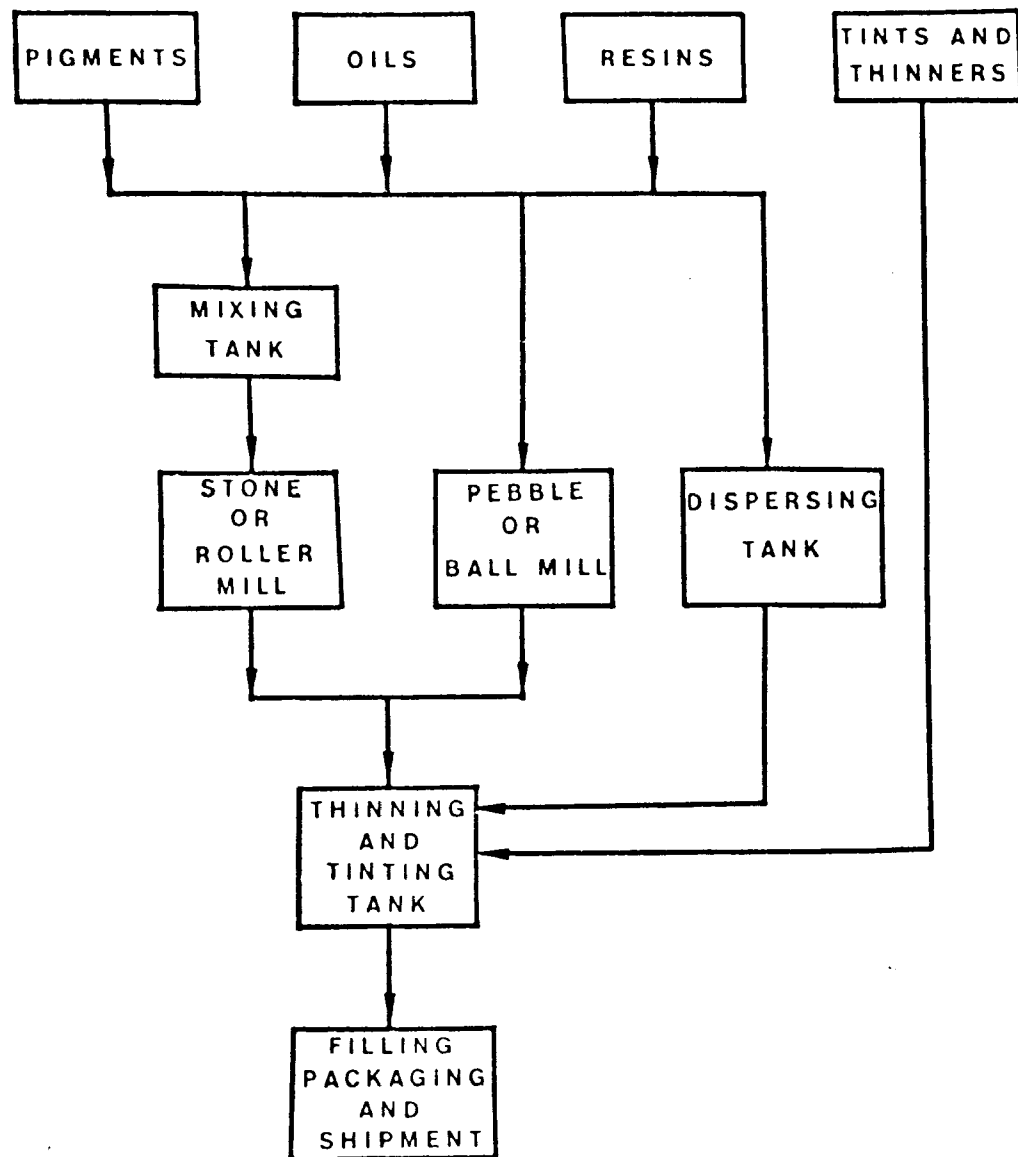 PIGMENTS
OILS
RESINS
TINTS AND
THINNERS
MIXING
TANK
STONE
OR
ROLLER
MILL
PEBBLE
OR
BALL MILL
DISPERSING
TANK
THINNING
AND
TINTING
TANK
FILLING
PACKAGING
AND
SHIPMENT